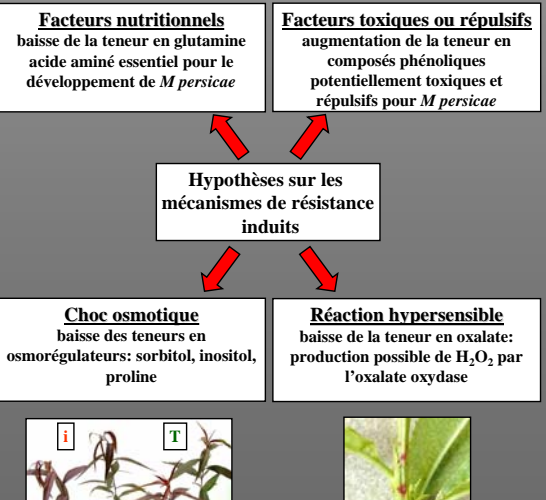 Facteurs nutritionnels
baisse de la teneur en glutamine
acide aminé essentiel pour le
développement de M persicae
Facteurs toxiques ou répulsifs
augmentation de la teneur en
composés phénoliques
potentiellement toxiques et
répulsifs pour M persicae
Hypothèses sur les
mécanismes de résistance
induits
Choc osmotique
baisse des teneurs en
osmorégulateurs: sorbitol, inositol,
proline
Réaction hypersensible
baisse de la teneur en oxalate:
production possible de H₂O₂ par
l’oxalate oxydase
i
T